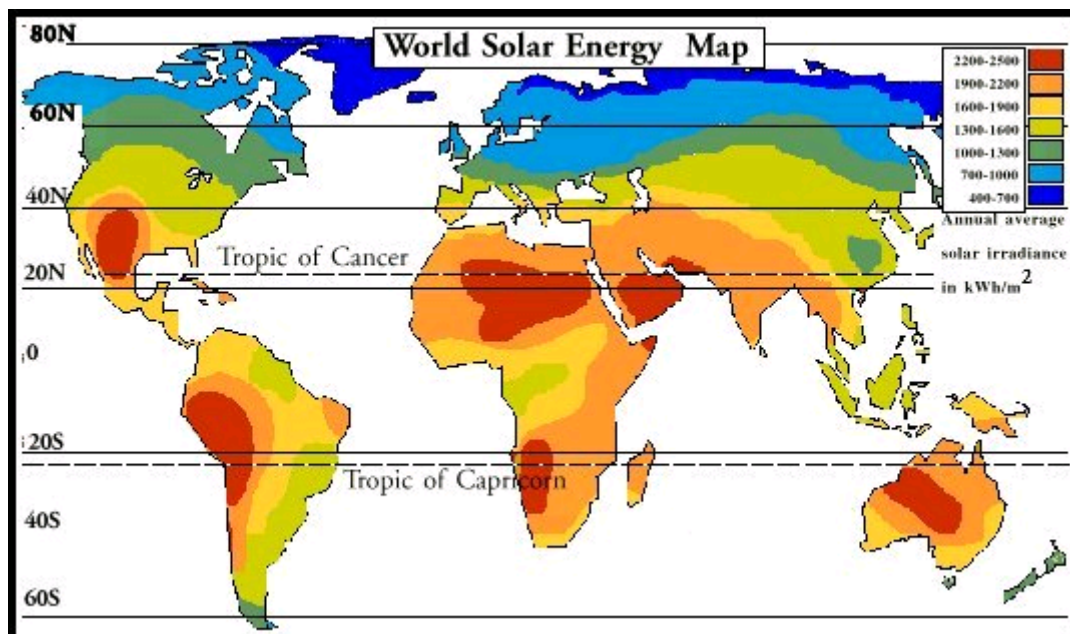 World Solar Energy Map
80N
60N
40N
20N
0
20S
40S
60S
Tropic of Cancer
Tropic of Capricorn
2200-2500
1900-2200
1600-1900
1300-1600
1000-1300
700-1000
400-700
Annual average
solar irradiance
in kWh/m2